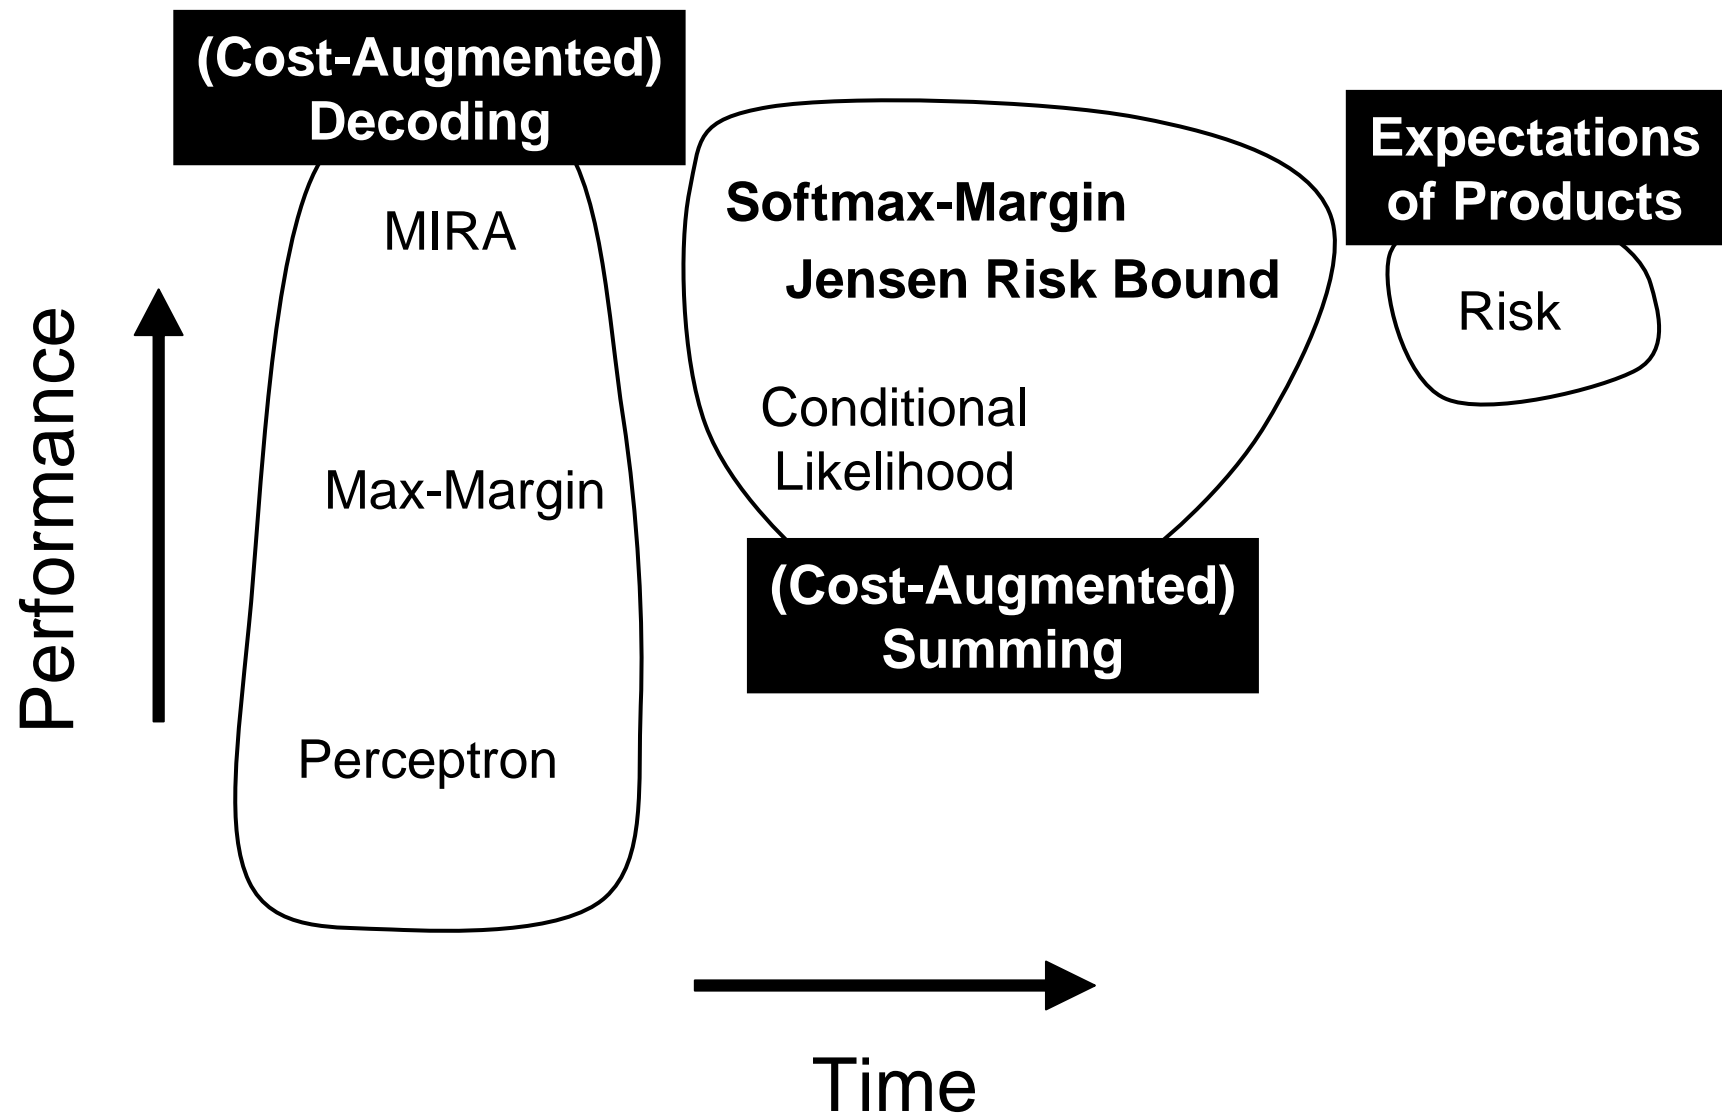 (Cost-Augmented)
Decoding
MIRA
Max-Margin
Perceptron
Softmax-Margin
Jensen Risk Bound
Conditional
Likelihood
(Cost-Augmented)
Summing
Expectations
of Products
Risk
Performance
Time